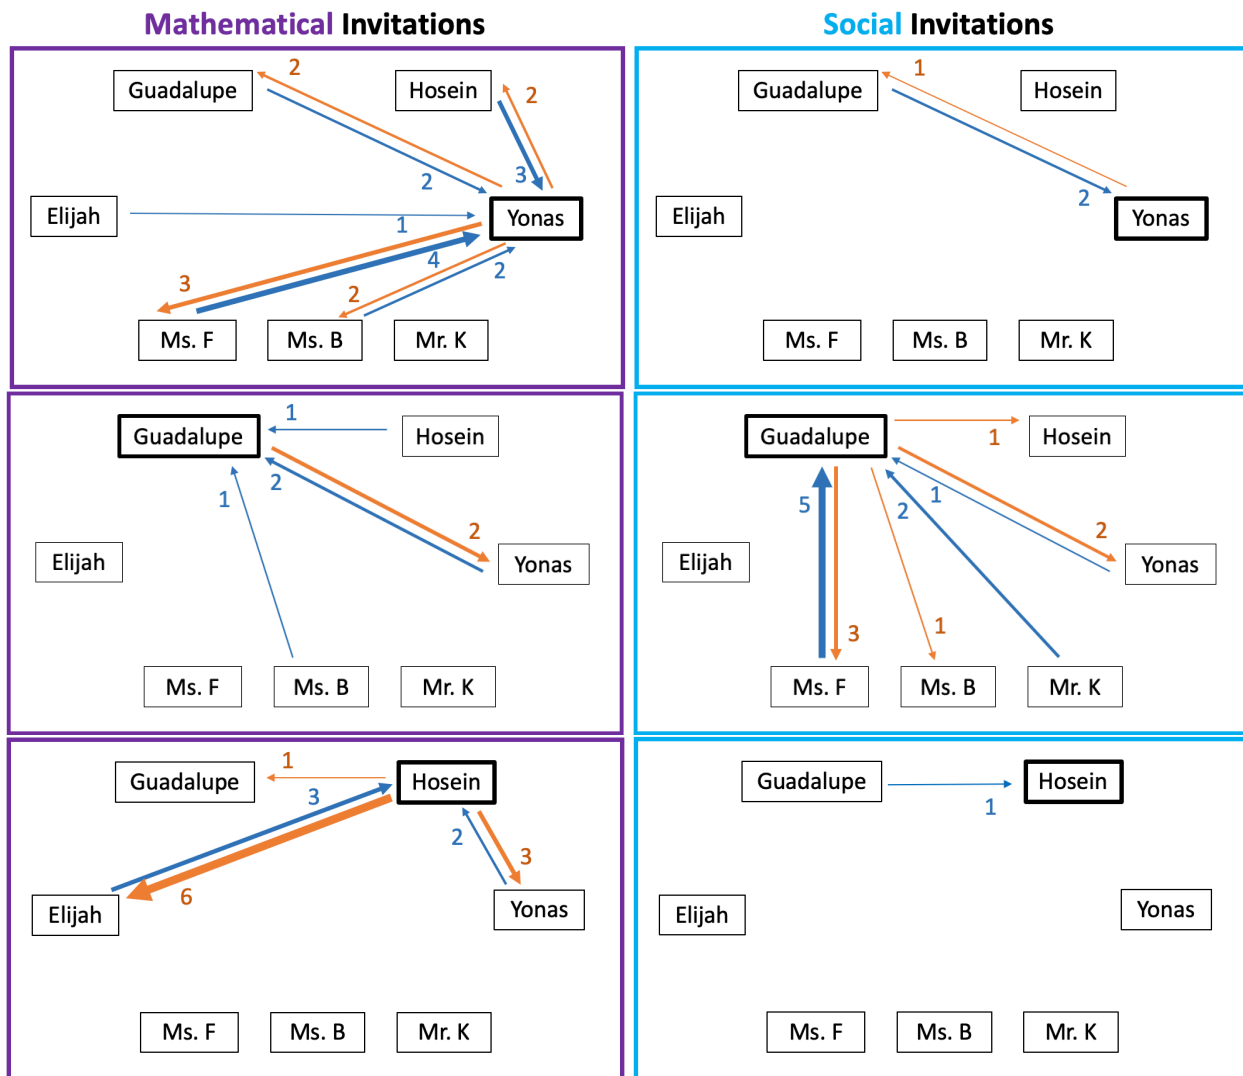 Mathematical Invitations
Social Invitations
2
Guadalupe
Hosein
2
2
3
Elijah
1
Yonas
4
2
3
2
Ms. F
Ms. B
Mr. K
1
Guadalupe
Hosein
2
Elijah
Yonas
Ms. F
Ms. B
Mr. K
1
Guadalupe
Hosein
2
1
2
Elijah
Yonas
Ms. F
Ms. B
Mr. K
Guadalupe
1
Hosein
5
2
1
2
Elijah
Yonas
3
1
Ms. F
Ms. B
Mr. K
1
Guadalupe
Hosein
3
2
3
6
Elijah
Yonas
Ms. F
Ms. B
Mr. K
Guadalupe
Hosein
1
Elijah
Yonas
Ms. F
Ms. B
Mr. K